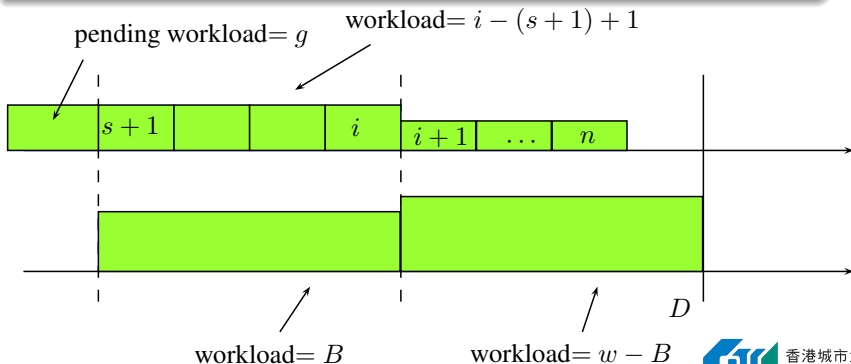 workload= i − (s + 1) + 1
pending workload= g
s + 1
i
i + 1
...
n
D
workload= B
workload= w − B
香港城市